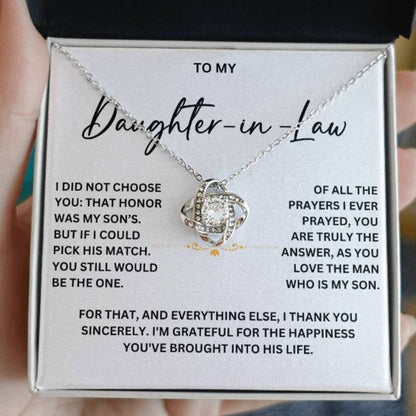 TO MY
Daughter-in-Law
I DID NOT CHOOSE
YOU: THAT HONOR
WAS MY SON'S.
BUT IF I COULD
PICK HIS MATCH.
YOU STILL WOULD
BE THE ONE.
OF ALL THE
PRAYERS I EVER
PRAYED, YOU
ARE TRULY THE
ANSWER, AS YOU
LOVE THE MAN
WHO IS MY SON.
FOR THAT, AND EVERYTHING ELSE, I THANK YOU
SINCERELY. I'M GRATEFUL FOR THE HAPPINESS
YOU'VE BROUGHT INTO HIS LIFE.